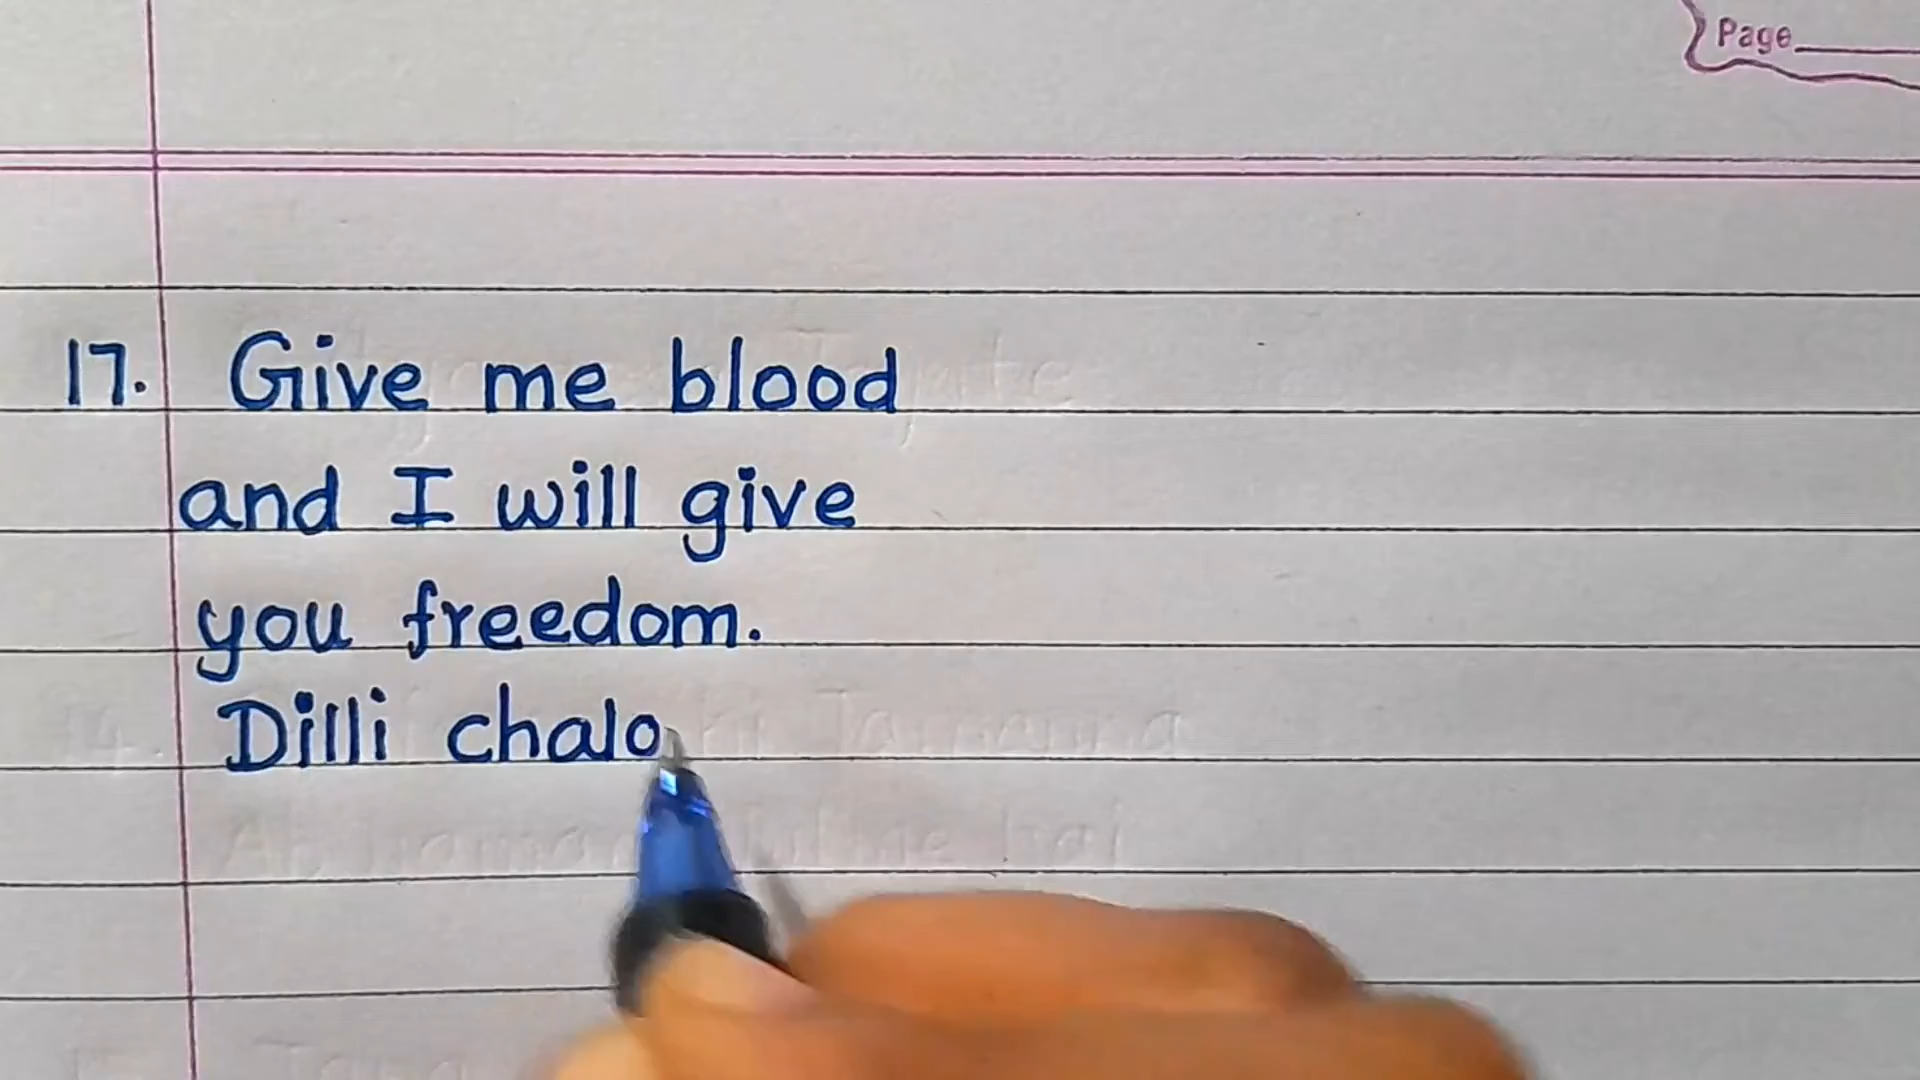 Page
17. Give me blood
and I will give
you freedom.
Dilli chalo